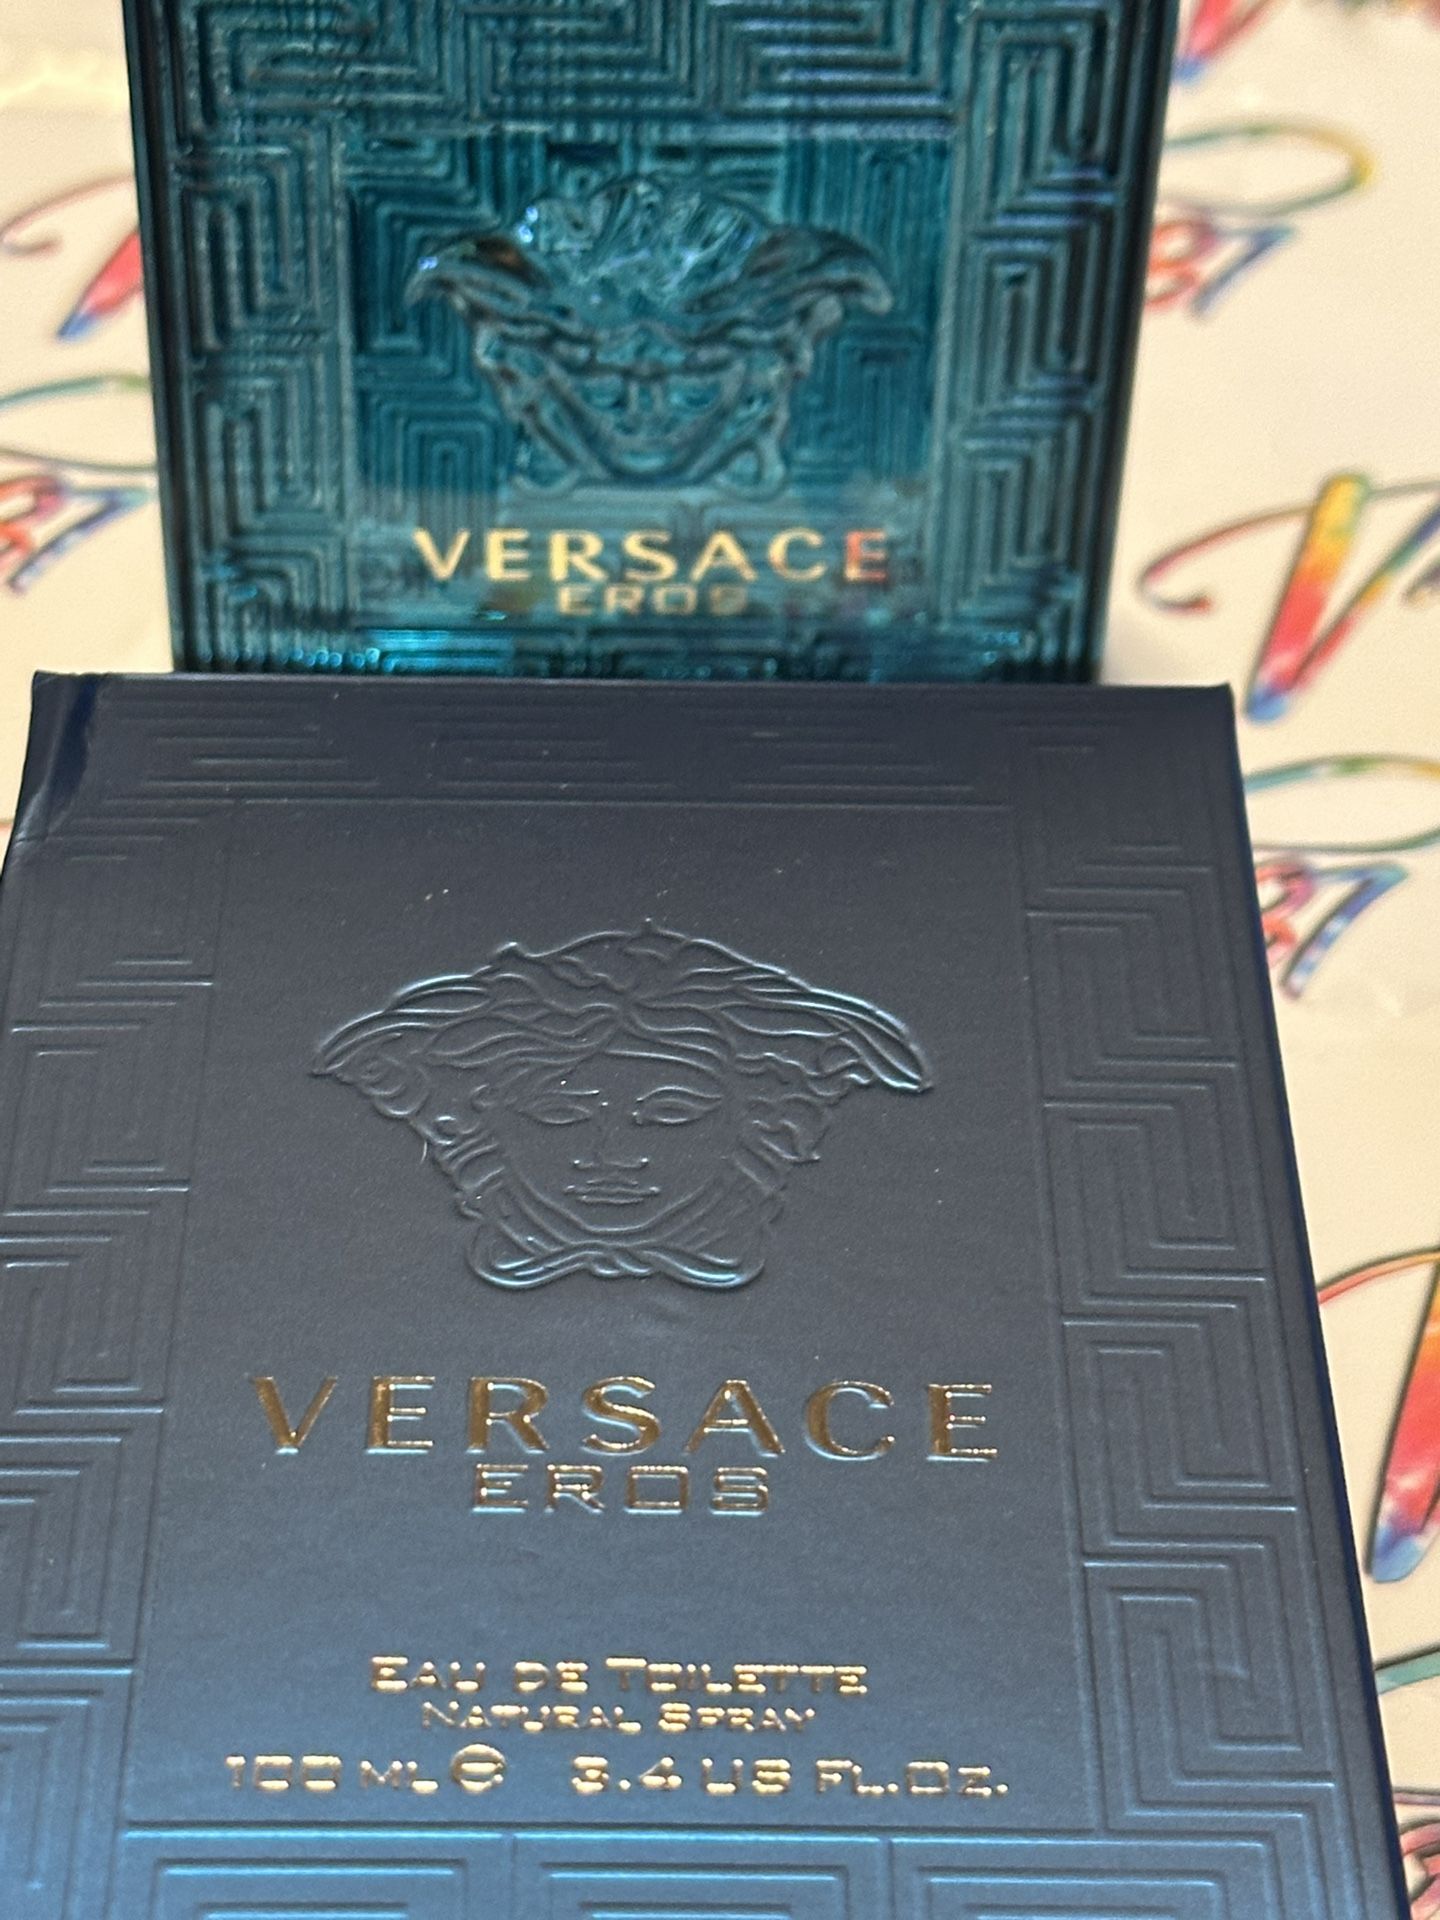 VERSACE
EROS
VERSACE
EROS
EAU DE TOILETTE
NATURAL SPRAY
100 ML ℮ 3.4 US FL.OZ.